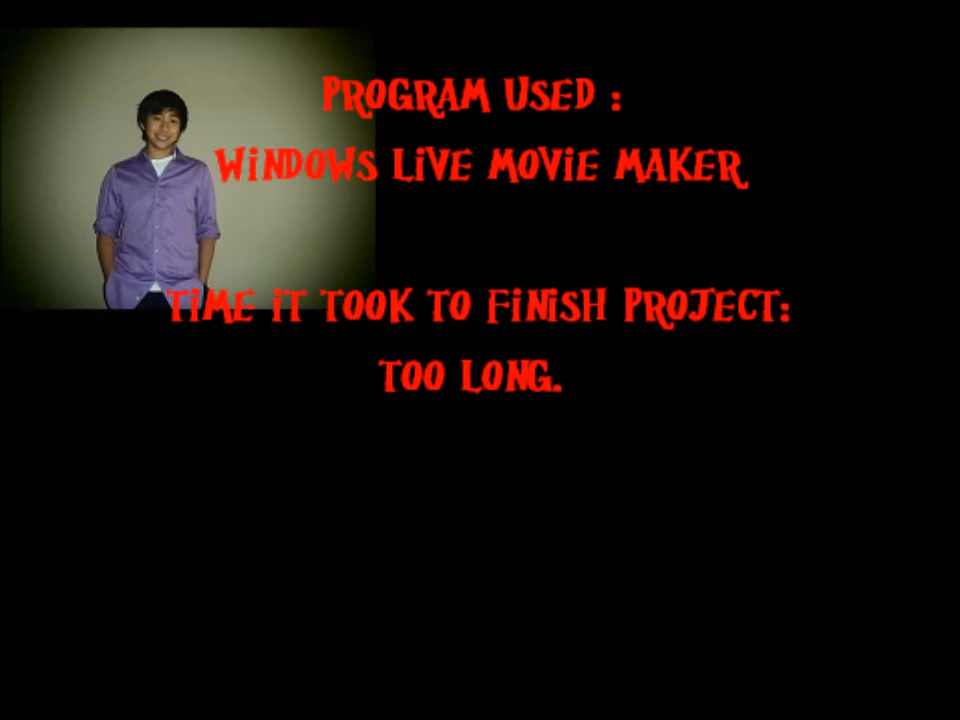 PROGRAM USED :
WINDOWS LIVE MOVIE MAKER
TIME IT TOOK TO FINISH PROJECT:
TOO LONG.